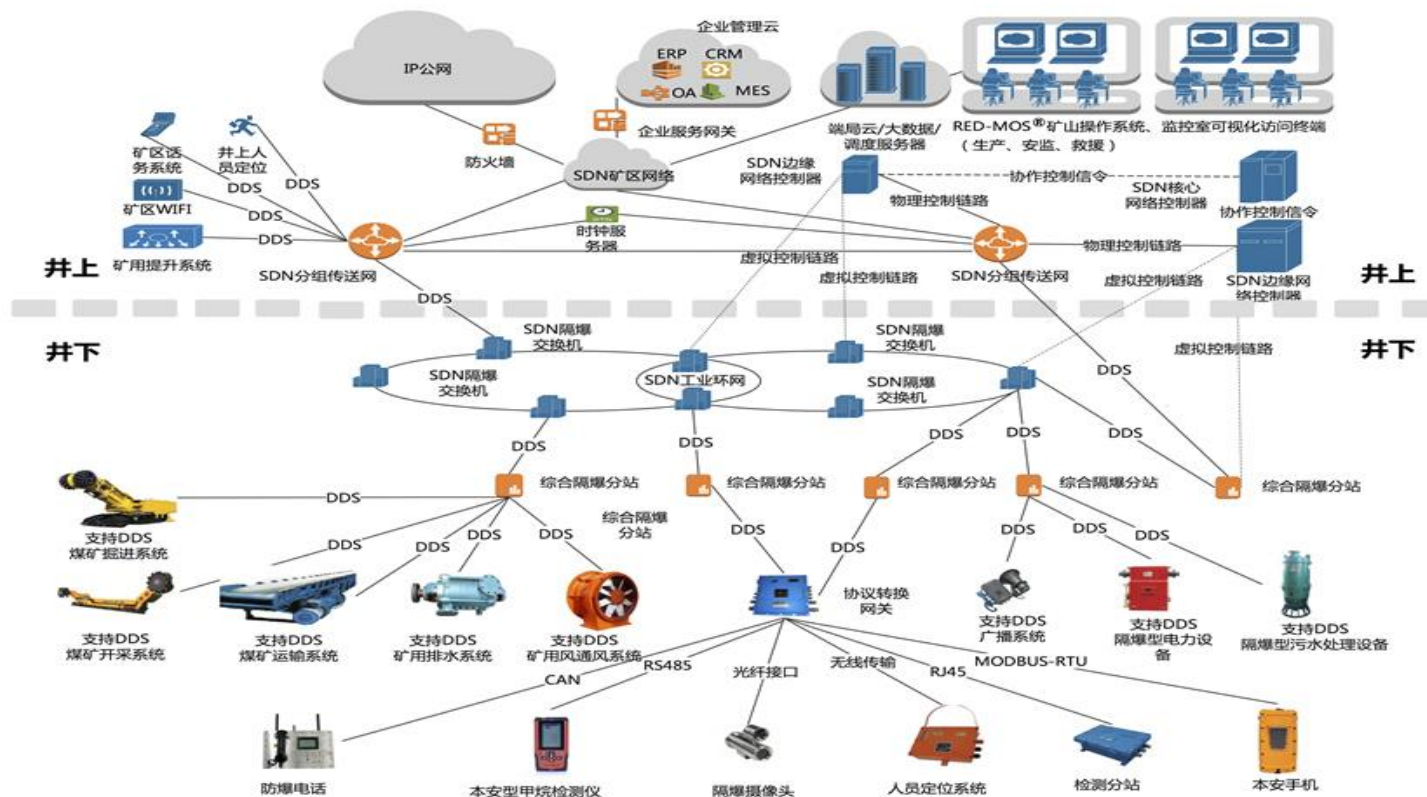 企业管理云
ERP
CRM
OA
MES
IP公网
企业服务网关
防火墙
端局云/大数据/
调度服务器
RED-MOS®矿山操作系统、
（生产、安监、救援）
监控室可视化访问终端
矿区话
务系统
井上人
员定位
DDS
DDS
矿区WIFI
DDS
DDS
矿用提升系统
SDN矿区网络
SDN边缘
网络控制器
协作控制信令
SDN核心
网络控制器
协作控制信令
物理控制链路
时钟服
务器
物理控制链路
虚拟控制链路
虚拟控制链路
虚拟控制链路
SDN分组传送网
SDN分组传送网
SDN边缘网
络控制器
井上
井上
DDS
井下
井下
SDN隔爆
交换机
SDN隔爆
交换机
SDN隔爆
交换机
SDN工业环网
SDN隔爆
交换机
虚拟控制链路
DDS
DDS
DDS
DDS
DDS
综合隔爆分站
综合隔爆分站
综合隔爆分站
综合隔爆分站
综合隔爆分站
DDS
综合隔爆
分站
DDS
DDS
DDS
DDS
DDS
DDS
DDS
DDS
DDS
支持DDS
煤矿掘进系统
支持DDS
煤矿开采系统
支持DDS
煤矿运输系统
支持DDS
矿用排水系统
支持DDS
矿用风通风系统
协议转换
网关
支持DDS
广播系统
支持DDS
隔爆型电力设
备
支持DDS
隔爆型污水处理设备
CAN
RS485
光纤接口
无线传输
RJ45
MODBUS-RTU
防爆电话
本安型甲烷检测仪
隔爆摄像头
人员定位系统
检测分站
本安手机